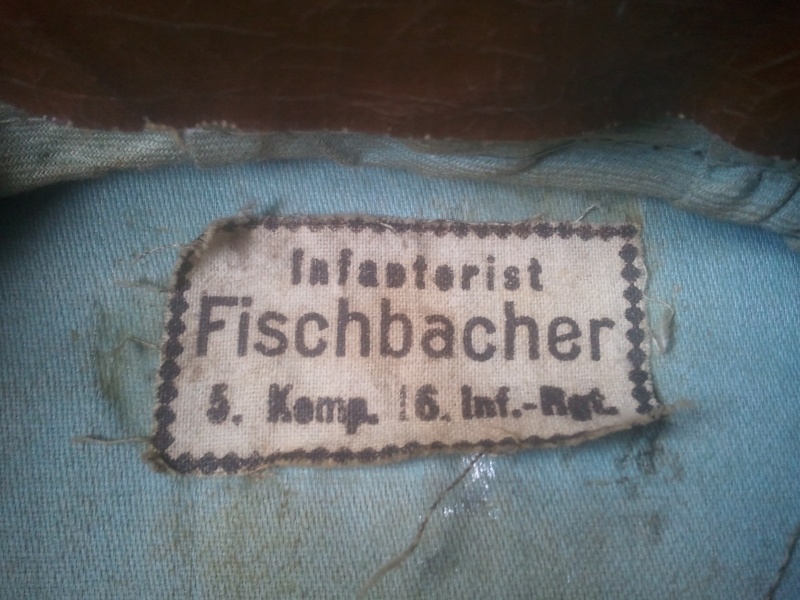 Infanterist
Fischbacher
5. Komp. 16. Inf.-Rgt.